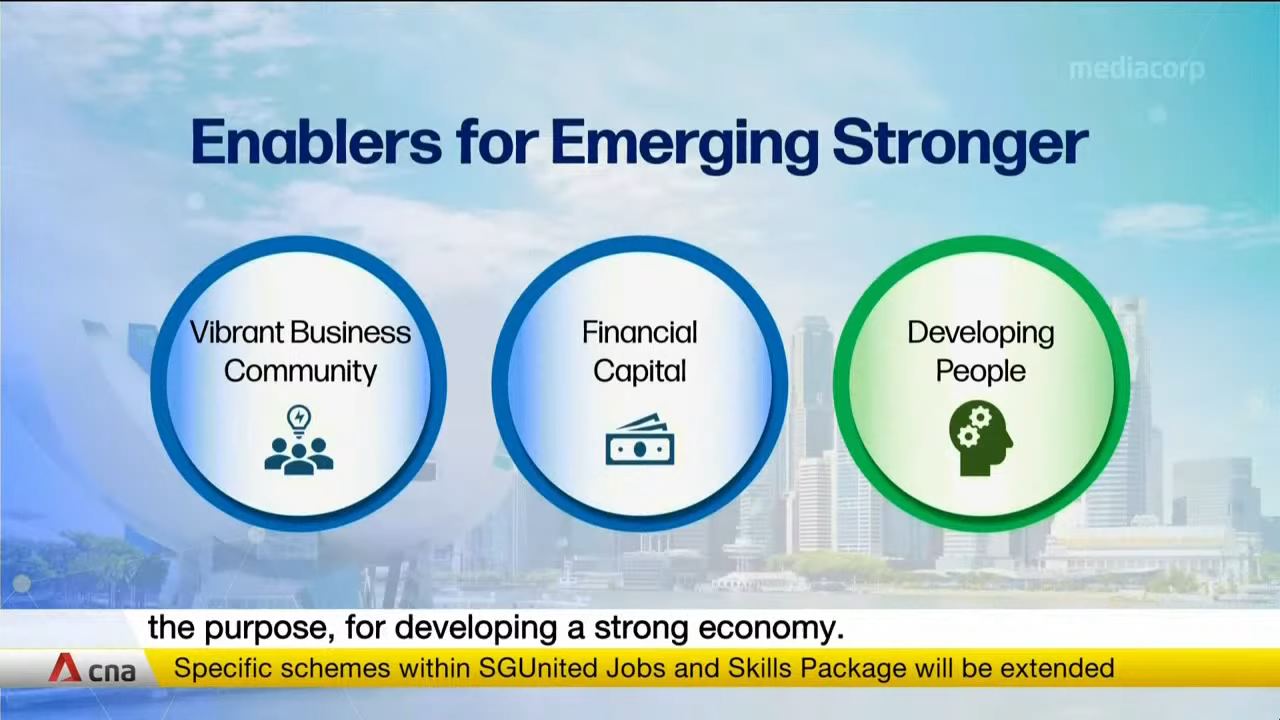 mediacorp
Enablers for Emerging Stronger
Vibrant Business
Community
Financial
Capital
Developing
People
the purpose, for developing a strong economy.
cna
Specific schemes within SGUnited Jobs and Skills Package will be extended